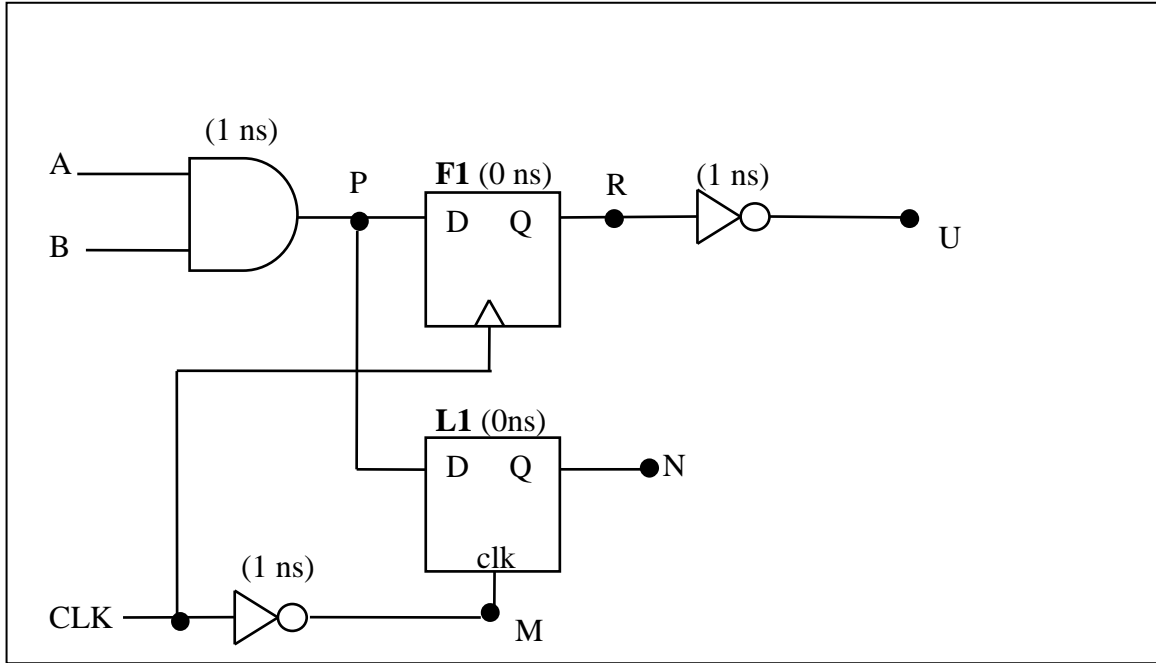 (1 ns)
A
P
F1 (0 ns)
R
(1 ns)
D Q
B
U
L1 (0ns)
D Q
N
clk
(1 ns)
CLK
M